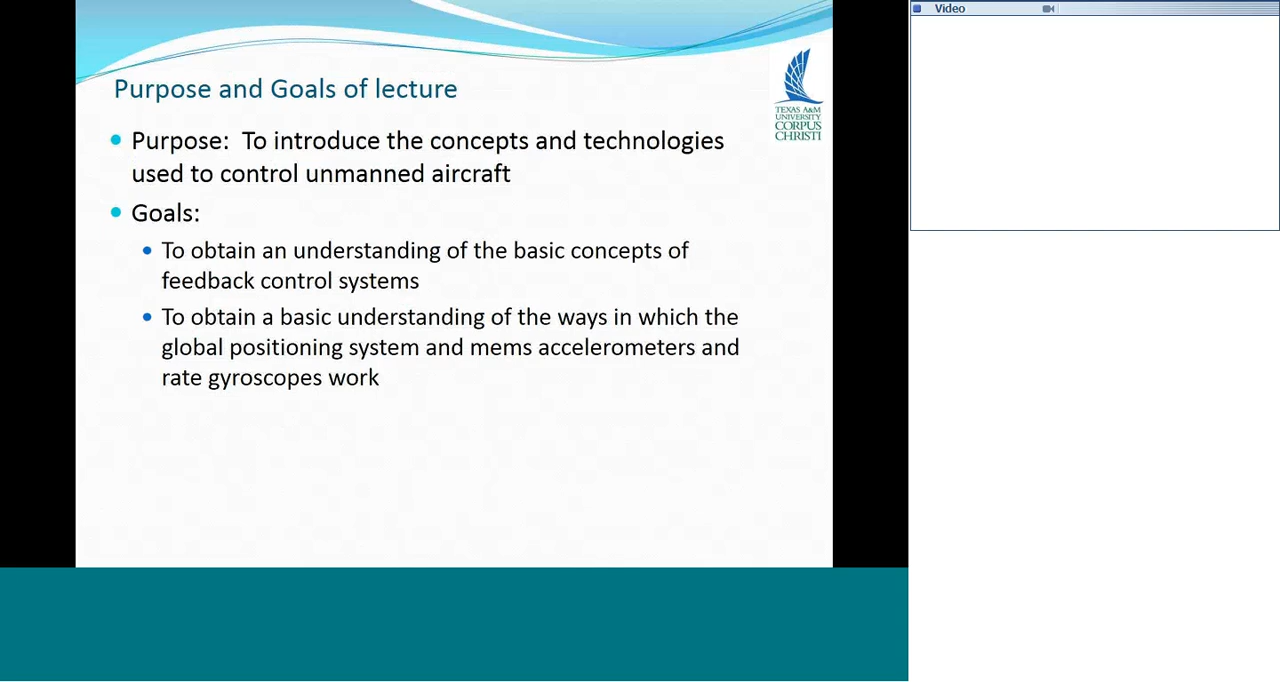 Video
Purpose and Goals of lecture
TEXAS A&M
UNIVERSITY
CORPUS
CHRISTI
• Purpose:  To introduce the concepts and technologies
used to control unmanned aircraft
• Goals:
• To obtain an understanding of the basic concepts of
feedback control systems
• To obtain a basic understanding of the ways in which the
global positioning system and mems accelerometers and
rate gyroscopes work